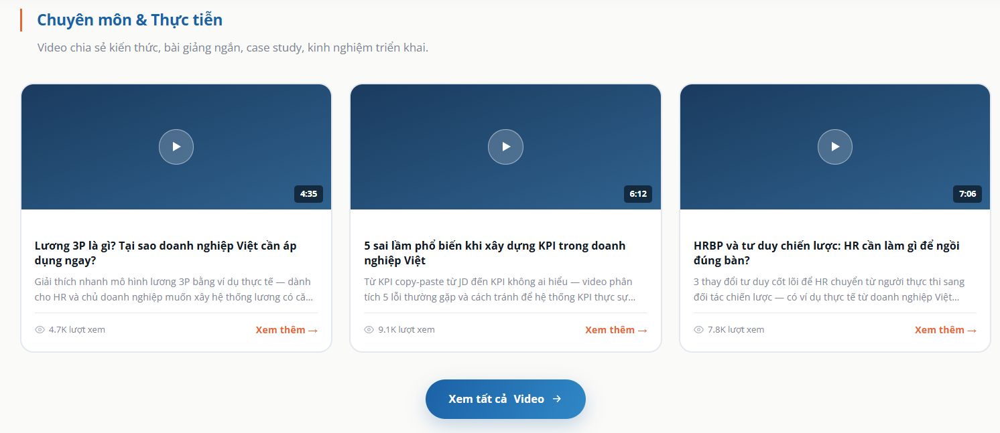 Chuyên môn & Thực tiễn
Video chia sẻ kiến thức, bài giảng ngắn, case study, kinh nghiệm triển khai.
4:35
6:12
7:06
Lương 3P là gì? Tại sao doanh nghiệp Việt cần áp
dụng ngay?
Giải thích nhanh mô hình lương 3P bằng ví dụ thực tế — dành
cho HR và chủ doanh nghiệp muốn xây hệ thống lương có că...
4.7K lượt xem
Xem thêm →
5 sai lầm phổ biến khi xây dựng KPI trong doanh
nghiệp Việt
Từ KPI copy-paste từ JD đến KPI không ai hiểu — video phân
tích 5 lỗi thường gặp và cách tránh để hệ thống KPI thực sự...
9.1K lượt xem
Xem thêm →
HRBP và tư duy chiến lược: HR cần làm gì để ngồi
đúng bàn?
3 thay đổi tư duy cốt lõi để HR chuyển từ người thực thi sang
đối tác chiến lược — có ví dụ thực tế từ doanh nghiệp Việt...
7.8K lượt xem
Xem thêm →
Xem tất cả Video →